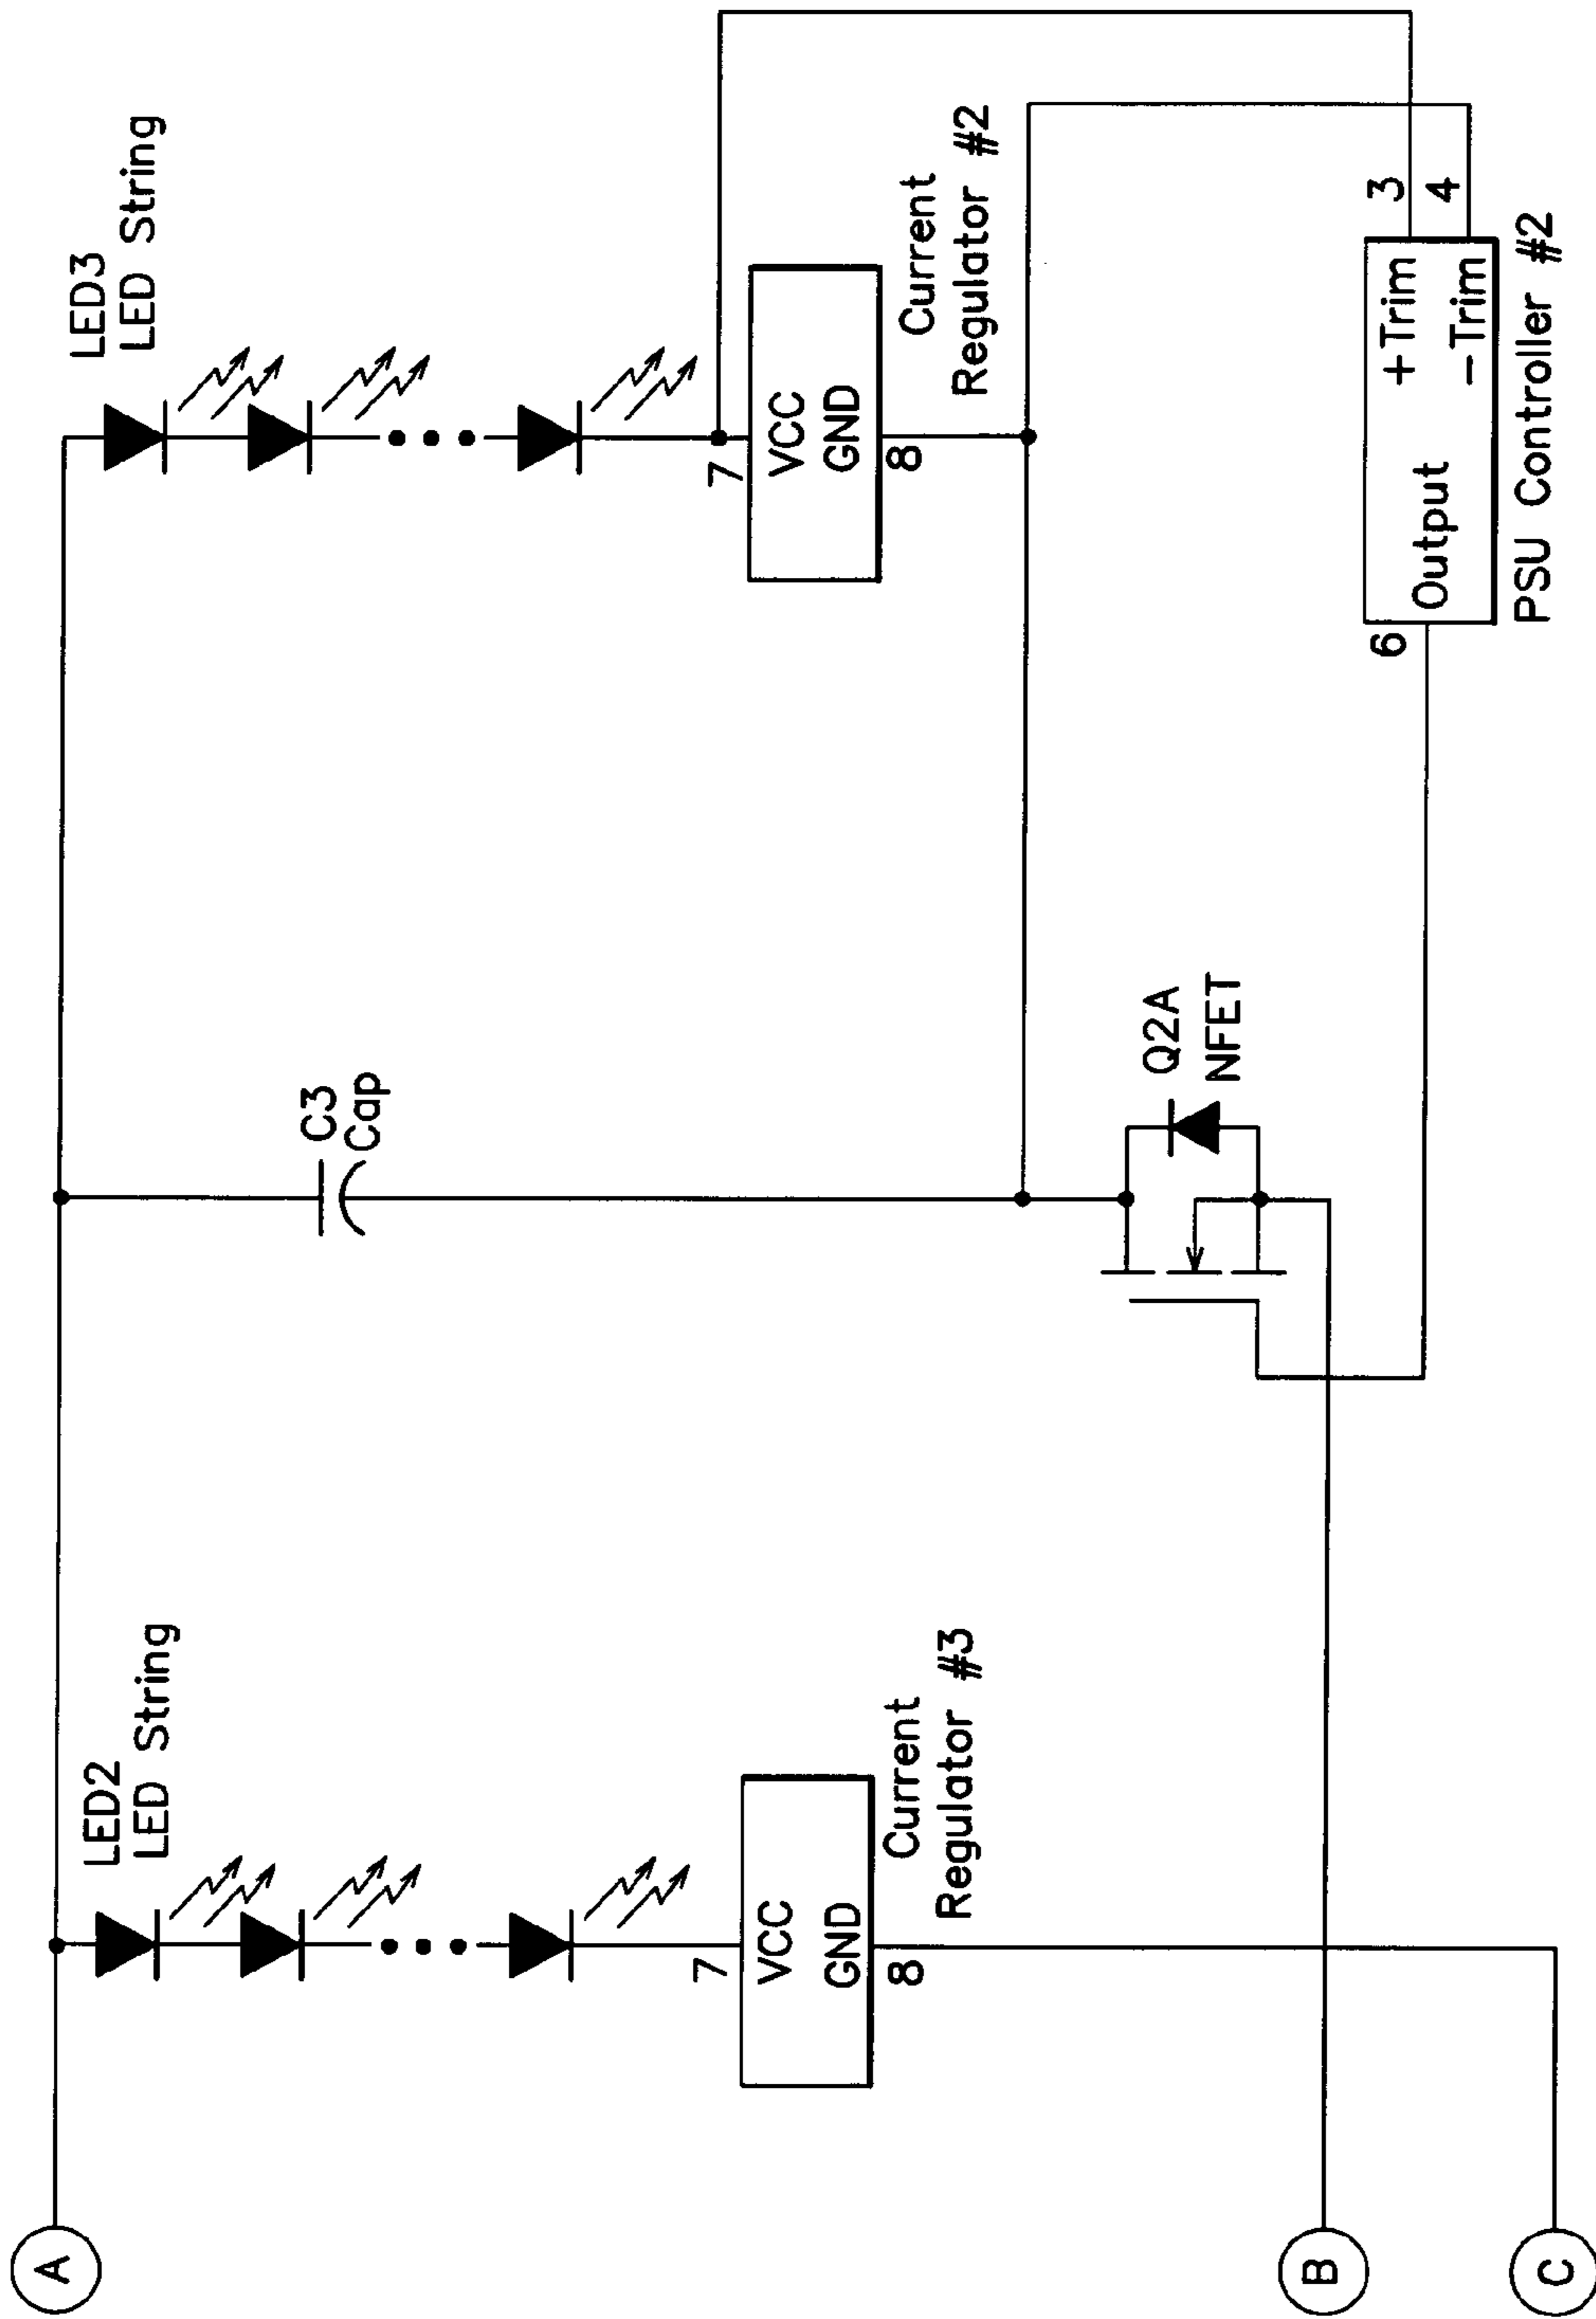 A
LED2
LED String
LED3
LED String
C3
Cap
7
VCC
GND
8
Current
Regulator #3
7
VCC
GND
8
Current
Regulator #2
Q2A
NFET
B
6
Output
+Trim
3
−Trim
4
PSU Controller #2
C